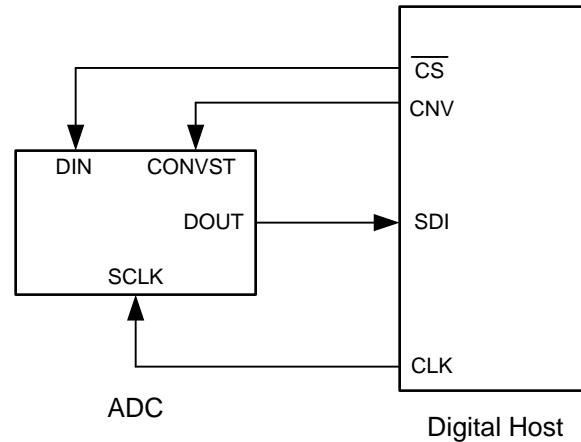 CS
CNV
DIN CONVST
DOUT SDI
SCLK
CLK
ADC
Digital Host